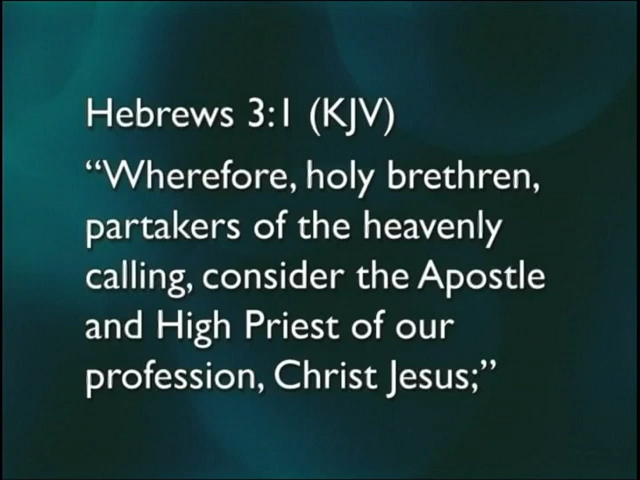 Hebrews 3:1 (KJV)
“Wherefore, holy brethren,
partakers of the heavenly
calling, consider the Apostle
and High Priest of our
profession, Christ Jesus;”